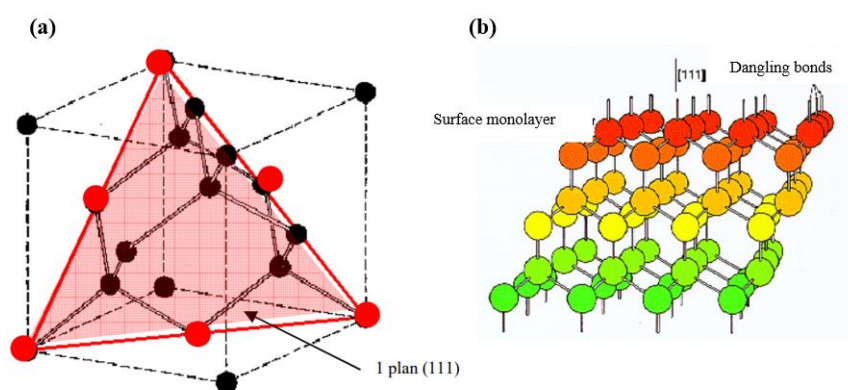 (a)
1 plan (111)
(b)
[111]
Dangling bonds
Surface monolayer